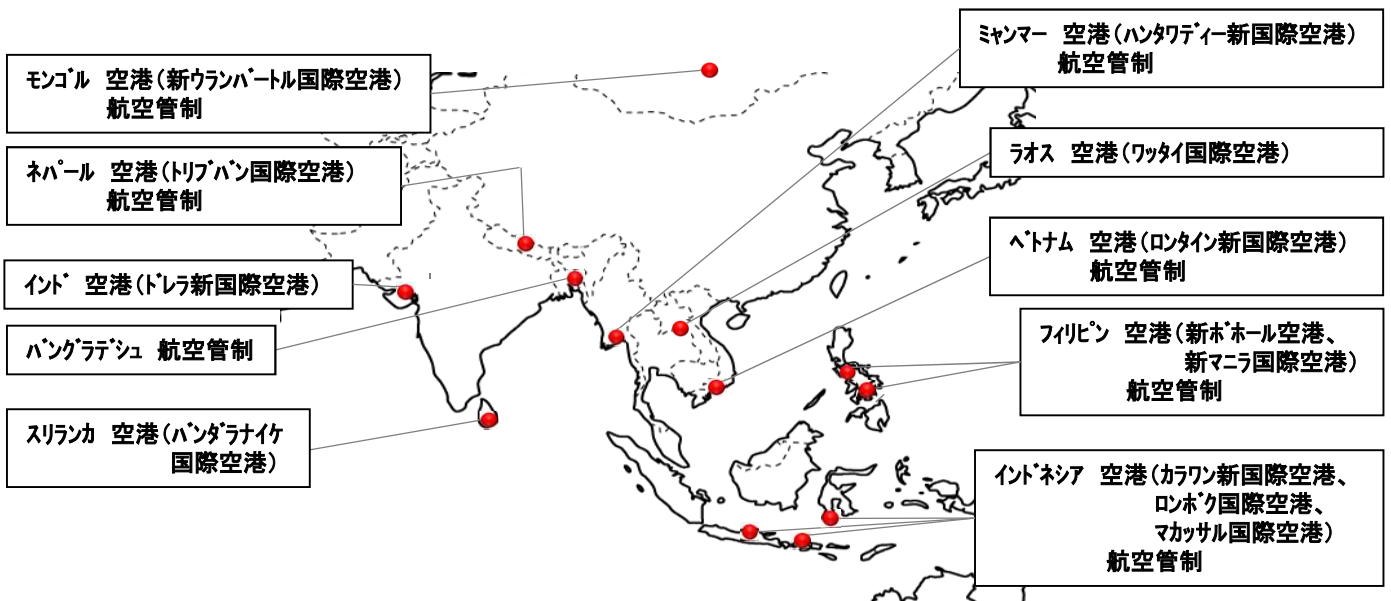 モンゴル 空港（新ウランバートル国際空港）
航空管制
ネパール 空港（トリブバン国際空港）
航空管制
インド 空港（ドレラ新国際空港）
バングラデシュ 航空管制
スリランカ 空港（バンダラナイケ
国際空港）
ミャンマー 空港（ハンタワディー新国際空港）
航空管制
ラオス 空港（ワッタイ国際空港）
ベトナム 空港（ロンタイン新国際空港）
航空管制
フィリピン 空港（新ボホール空港、
新マニラ国際空港）
航空管制
インドネシア 空港（カラワン新国際空港、
ロンボク国際空港、
マカッサル国際空港）
航空管制